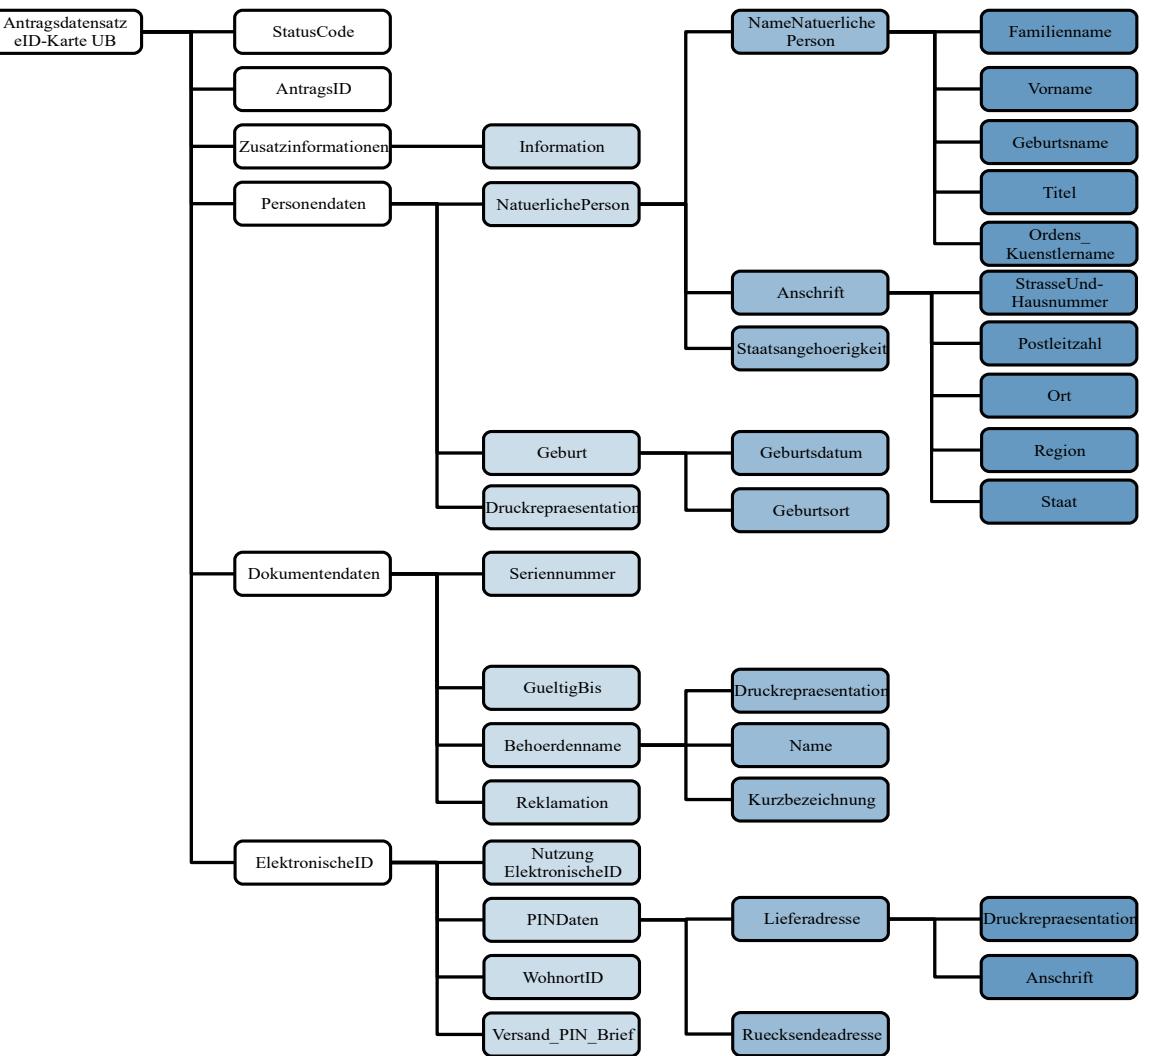 Antragsdatensatz
eID-Karte UB
StatusCode
AntragsID
Zusatzinformationen
Information
Personendaten
NatuerlichePerson
NameNatuerliche
Person
Familienname
Vorname
Geburtsname
Titel
Ordens_
Kuenstlername
Anschrift
StrasseUnd-
Hausnummer
Postleitzahl
Ort
Region
Staat
Staatsangehoerigkeit
Geburt
Geburtsdatum
Geburtsort
Druckrepraesentation
Dokumentendaten
Seriennummer
GueltigBis
Behoerdenname
Druckrepraesentation
Name
Kurzbezeichnung
Reklamation
ElektronischeID
Nutzung
ElektronischeID
PINDaten
Lieferadresse
Druckrepraesentation
Anschrift
Ruecksendeadresse
WohnortID
Versand_PIN_Brief